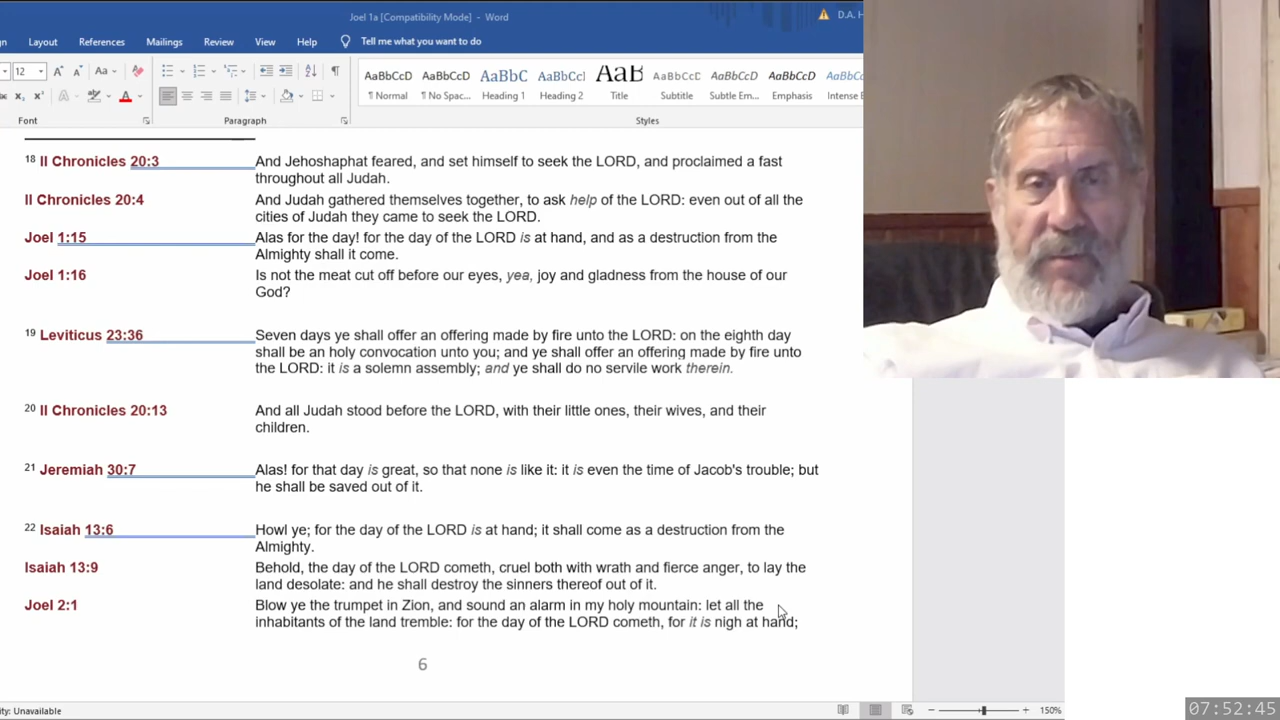 Joel 1a [Compatibility Mode] - Word
D.A. H
Layout References Mailings Review View Help Tell me what you want to do
12 Aa
AaBbCcD AaBbCcD AaBbC AaBbCcI AaB AaBbCcD AaBbCcD AaBbCcD AaBbCc
¶ Normal ¶ No Spac... Heading 1 Heading 2 Title Subtitle Subtle Em... Emphasis Intense E
Font Paragraph Styles
18 II Chronicles 20:3 And Jehoshaphat feared, and set himself to seek the LORD, and proclaimed a fast
throughout all Judah.
II Chronicles 20:4 And Judah gathered themselves together, to ask help of the LORD: even out of all the
cities of Judah they came to seek the LORD.
Joel 1:15 Alas for the day! for the day of the LORD is at hand, and as a destruction from the
Almighty shall it come.
Joel 1:16 Is not the meat cut off before our eyes, yea, joy and gladness from the house of our
God?
19 Leviticus 23:36 Seven days ye shall offer an offering made by fire unto the LORD: on the eighth day
shall be an holy convocation unto you; and ye shall offer an offering made by fire unto
the LORD: it is a solemn assembly; and ye shall do no servile work therein.
20 II Chronicles 20:13 And all Judah stood before the LORD, with their little ones, their wives, and their
children.
21 Jeremiah 30:7 Alas! for that day is great, so that none is like it: it is even the time of Jacob's trouble; but
he shall be saved out of it.
22 Isaiah 13:6 Howl ye; for the day of the LORD is at hand; it shall come as a destruction from the
Almighty.
Isaiah 13:9 Behold, the day of the LORD cometh, cruel both with wrath and fierce anger, to lay the
land desolate: and he shall destroy the sinners thereof out of it.
Joel 2:1 Blow ye the trumpet in Zion, and sound an alarm in my holy mountain: let all the
inhabitants of the land tremble: for the day of the LORD cometh, for it is nigh at hand;
6
ity: Unavailable
150%
07:52:45